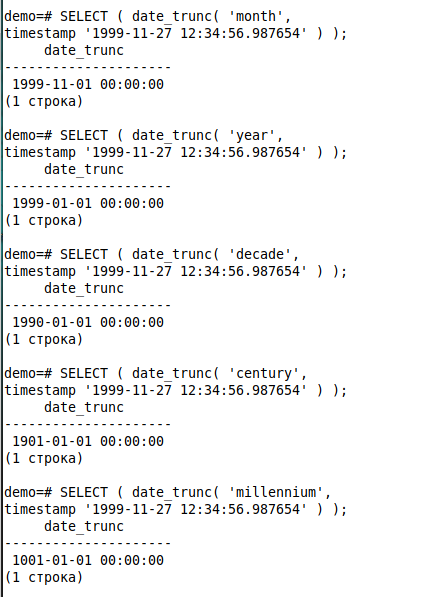 demo=# SELECT ( date_trunc( 'month',
timestamp '1999-11-27 12:34:56.987654' ) );
     date_trunc
---------------------
 1999-11-01 00:00:00
(1 строка)

demo=# SELECT ( date_trunc( 'year',
timestamp '1999-11-27 12:34:56.987654' ) );
     date_trunc
---------------------
 1999-01-01 00:00:00
(1 строка)

demo=# SELECT ( date_trunc( 'decade',
timestamp '1999-11-27 12:34:56.987654' ) );
     date_trunc
---------------------
 1990-01-01 00:00:00
(1 строка)

demo=# SELECT ( date_trunc( 'century',
timestamp '1999-11-27 12:34:56.987654' ) );
     date_trunc
---------------------
 1901-01-01 00:00:00
(1 строка)

demo=# SELECT ( date_trunc( 'millennium',
timestamp '1999-11-27 12:34:56.987654' ) );
     date_trunc
---------------------
 1001-01-01 00:00:00
(1 строка)